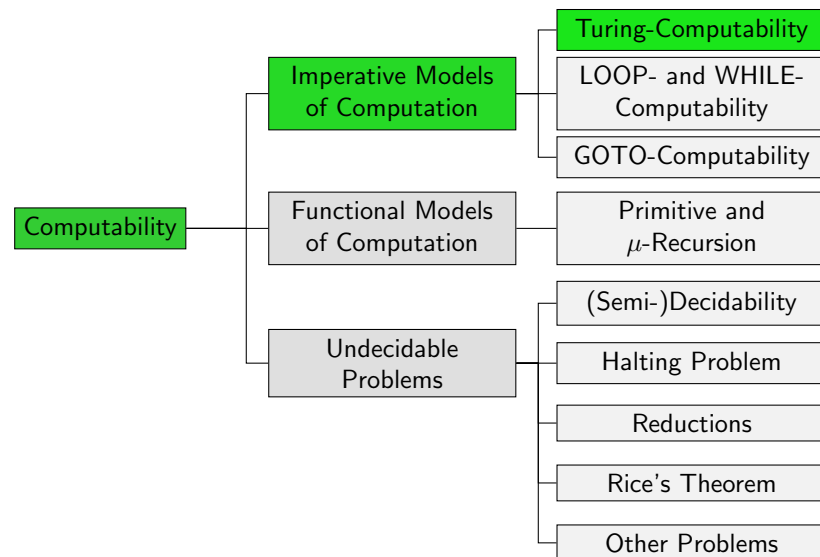 Turing-Computability
Imperative Models
of Computation
LOOP- and WHILE-
Computability
GOTO-Computability
Computability
Functional Models
of Computation
Primitive and
μ-Recursion
(Semi-)Decidability
Undecidable
Problems
Halting Problem
Reductions
Rice's Theorem
Other Problems